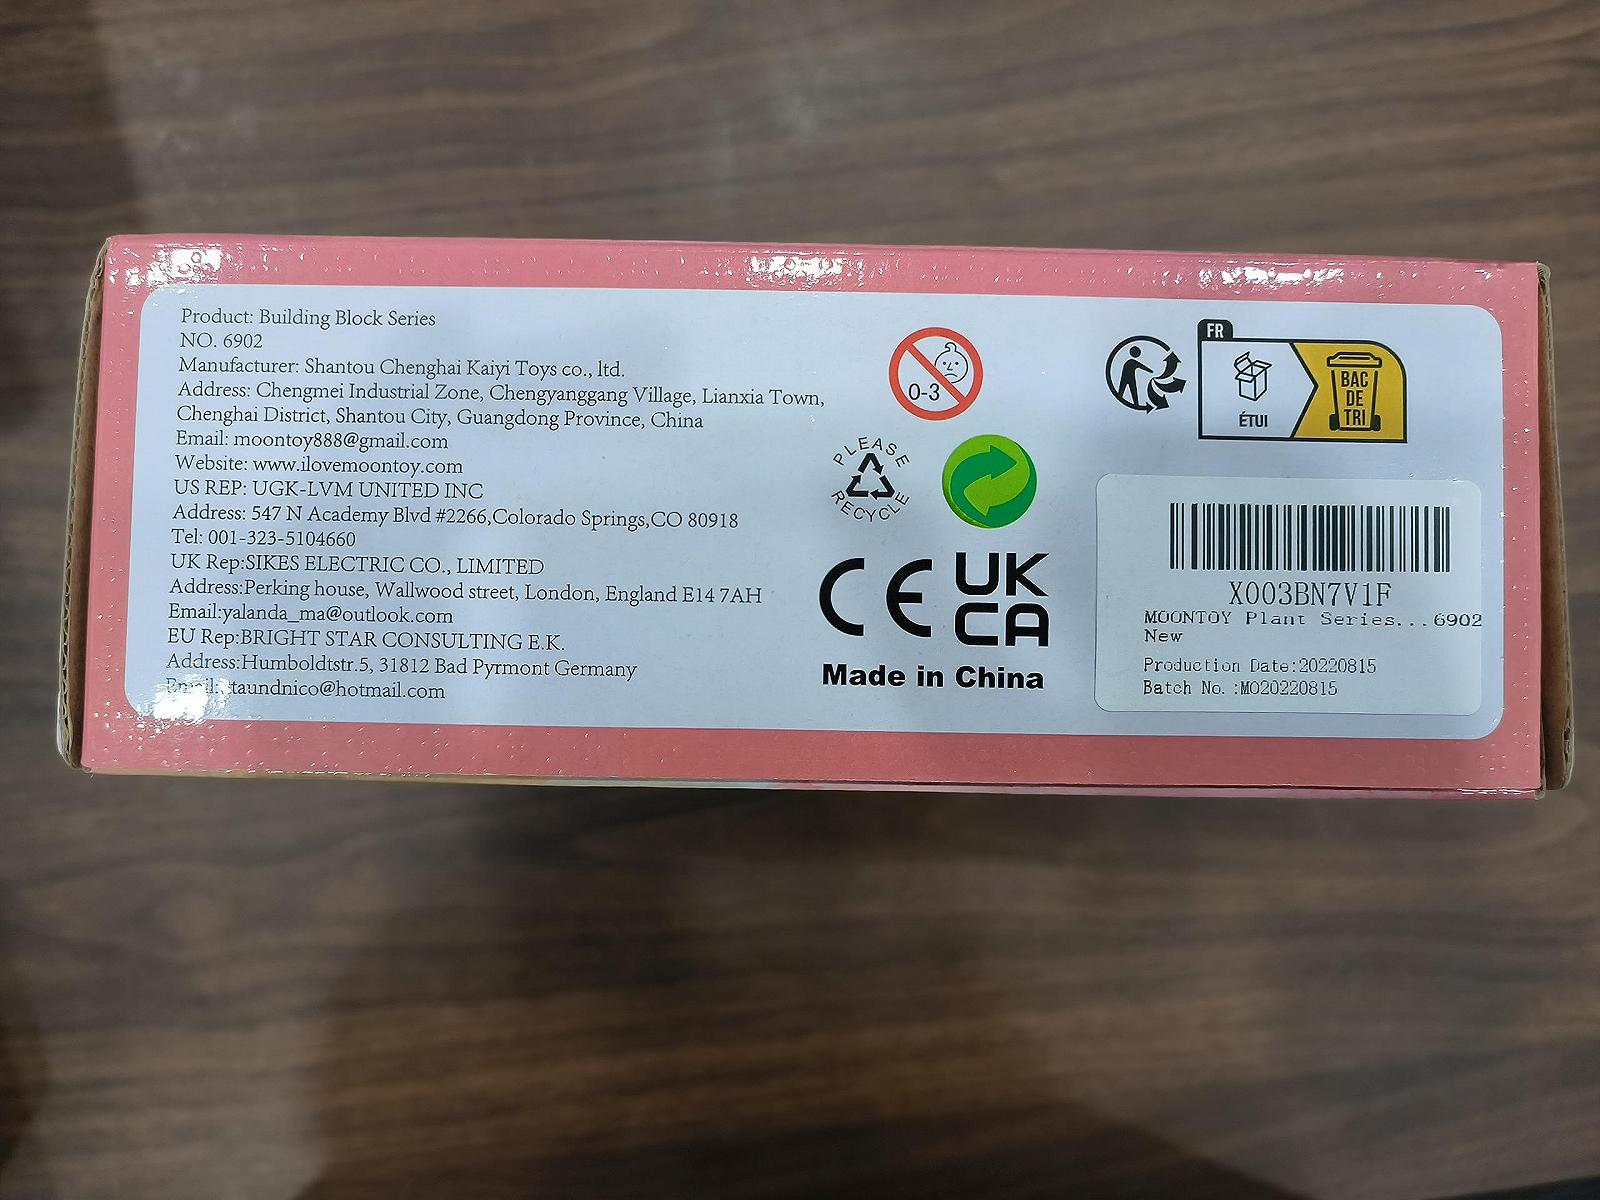 Product: Building Block Series
NO. 6902
Manufacturer: Shantou Chenghai Kaiyi Toys co., ltd.
Address: Chengmei Industrial Zone, Chengyanggang Village, Lianxia Town,
Chenghai District, Shantou City, Guangdong Province, China
Email: moontoy888@gmail.com
Website: www.ilovemoontoy.com
US REP: UGK-LVM UNITED INC
Address: 547 N Academy Blvd #2266,Colorado Springs,CO 80918
Tel: 001-323-5104660
UK Rep:SIKES ELECTRIC CO., LIMITED
Address:Perking house, Wallwood street, London, England E14 7AH
Email:yalanda_ma@outlook.com
EU Rep:BRIGHT STAR CONSULTING E.K.
Address:Humboldtstr.5, 31812 Bad Pyrmont Germany
Email:
0-3
PLEASE
RECYCLE
CE
UK
CA
Made in China
FR
ÉTUI
BAC
DE
TRI
X003BN7V1F
MOONTOY Plant Series...6902
New
Production Date:20220815
Batch No.:MO20220815